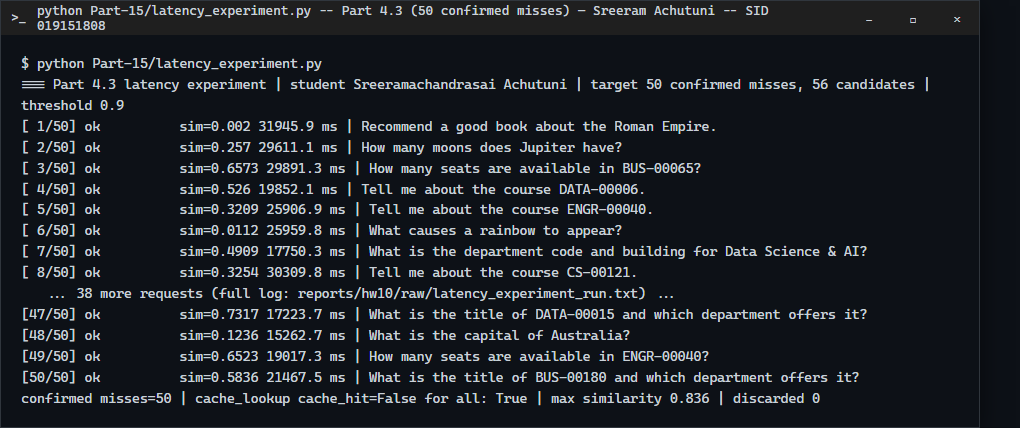 >_ python Part-15/latency_experiment.py -- Part 4.3 (50 confirmed misses) — Sreeram Achutuni -- SID
019151808
$ python Part-15/latency_experiment.py
=== Part 4.3 latency experiment | student Sreeramachandrasai Achutuni | target 50 confirmed misses, 56 candidates |
threshold 0.9
[ 1/50] ok sim=0.002 31945.9 ms | Recommend a good book about the Roman Empire.
[ 2/50] ok sim=0.257 29611.1 ms | How many moons does Jupiter have?
[ 3/50] ok sim=0.6573 29891.3 ms | How many seats are available in BUS-00065?
[ 4/50] ok sim=0.526 19852.1 ms | Tell me about the course DATA-00006.
[ 5/50] ok sim=0.3209 25906.9 ms | Tell me about the course ENGR-00040.
[ 6/50] ok sim=0.0112 25959.8 ms | What causes a rainbow to appear?
[ 7/50] ok sim=0.4909 17750.3 ms | What is the department code and building for Data Science & AI?
[ 8/50] ok sim=0.3254 30309.8 ms | Tell me about the course CS-00121.
... 38 more requests (full log: reports/hw10/raw/latency_experiment_run.txt) ...
[47/50] ok sim=0.7317 17223.7 ms | What is the title of DATA-00015 and which department offers it?
[48/50] ok sim=0.1236 15262.7 ms | What is the capital of Australia?
[49/50] ok sim=0.6523 19017.3 ms | How many seats are available in ENGR-00040?
[50/50] ok sim=0.5836 21467.5 ms | What is the title of BUS-00180 and which department offers it?
confirmed misses=50 | cache_lookup cache_hit=False for all: True | max similarity 0.836 | discarded 0